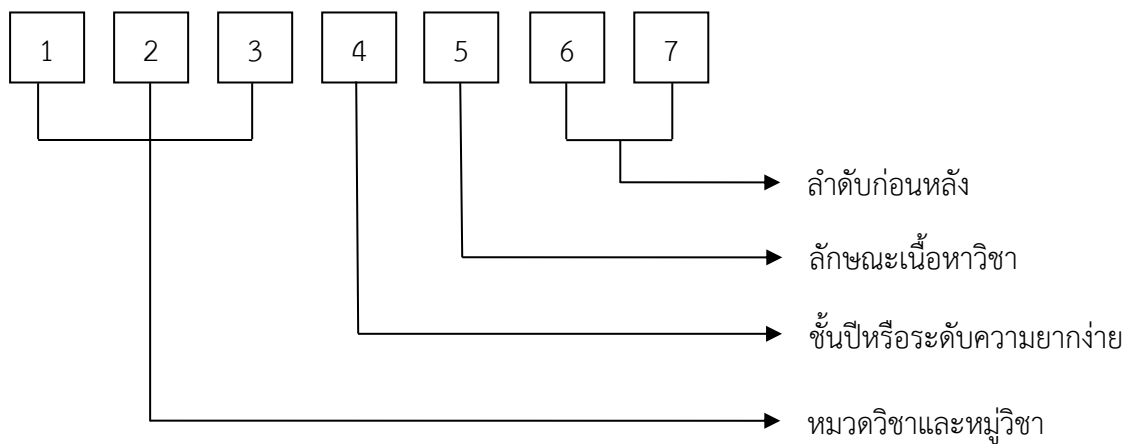 1 2 3 4 5 6 7
ลำดับก่อนหลัง
ลักษณะเนื้อหาวิชา
ชั้นปีหรือระดับความยากง่าย
หมวดวิชาและหมู่วิชา